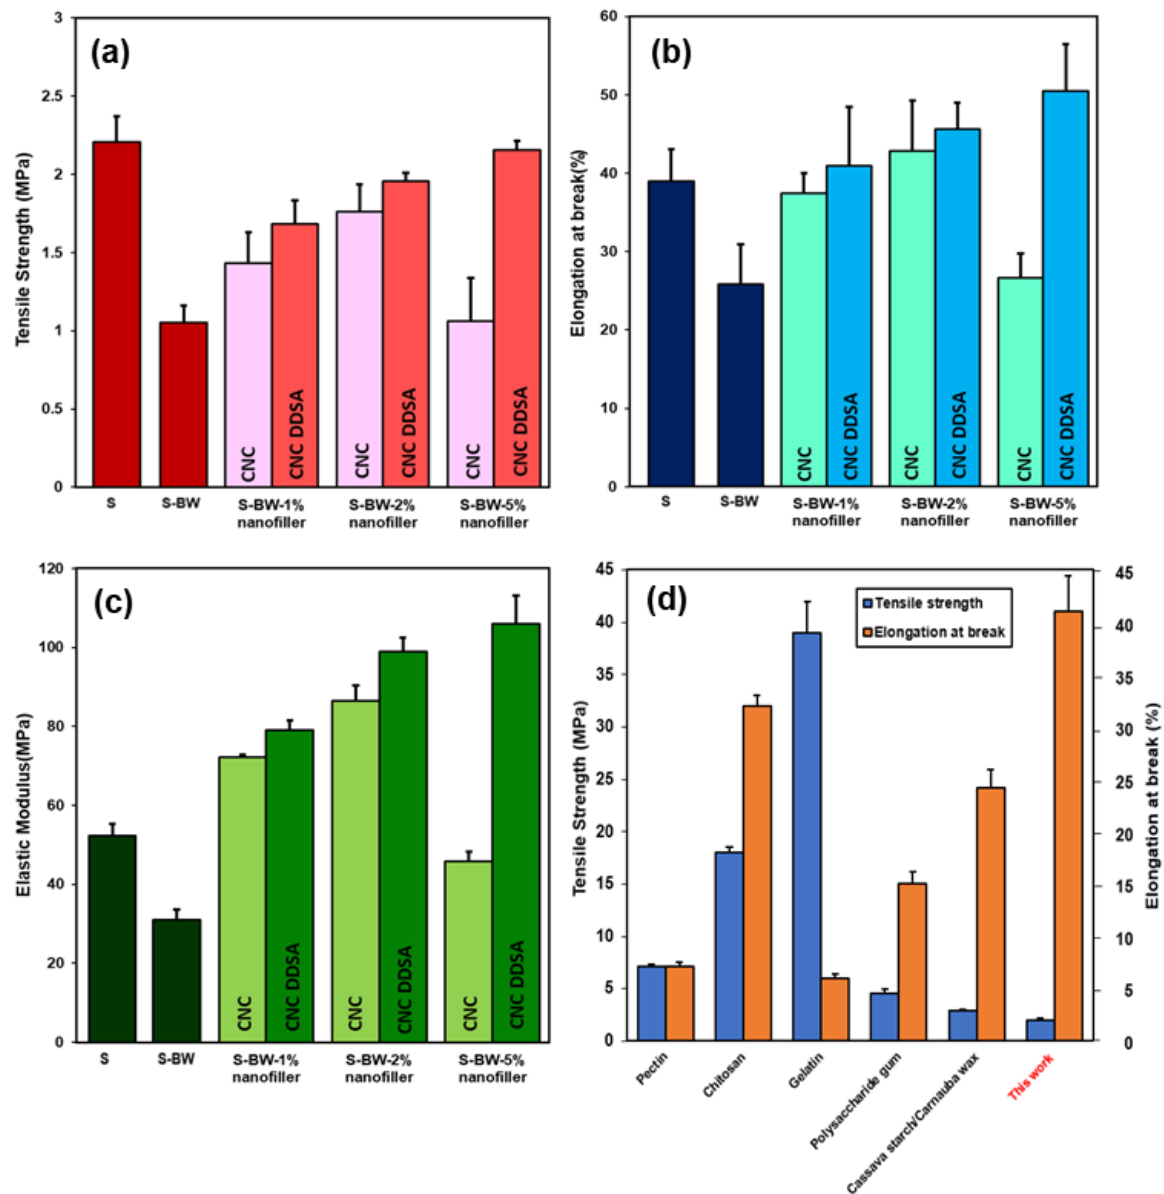 (a)
Tensile Strength (MPa)
3
2.5
2
1.5
1
0.5
0
CNC
CNC DDSA
CNC
CNC DDSA
CNC
CNC DDSA
S
S-BW
S-BW-1%
nanofiller
S-BW-2%
nanofiller
S-BW-5%
nanofiller
(b)
Elongation at break(%)
60
50
40
30
20
10
0
CNC
CNC DDSA
CNC
CNC DDSA
CNC
CNC DDSA
S
S-BW
S-BW-1%
nanofiller
S-BW-2%
nanofiller
S-BW-5%
nanofiller
(c)
Elastic Modulus(MPa)
120
100
80
60
40
20
0
CNC
CNC DDSA
CNC
CNC DDSA
CNC
CNC DDSA
S
S-BW
S-BW-1%
nanofiller
S-BW-2%
nanofiller
S-BW-5%
nanofiller
(d)
Tensile strength
Elongation at break
Tensile Strength (MPa)
45
40
35
30
25
20
15
10
5
0
45
40
35
30
25
20
15
10
5
0
Elongation at break (%)
Pectin
Chitosan
Gelatin
Polysaccharide gum
Cassava starch/Carnauba wax
This work